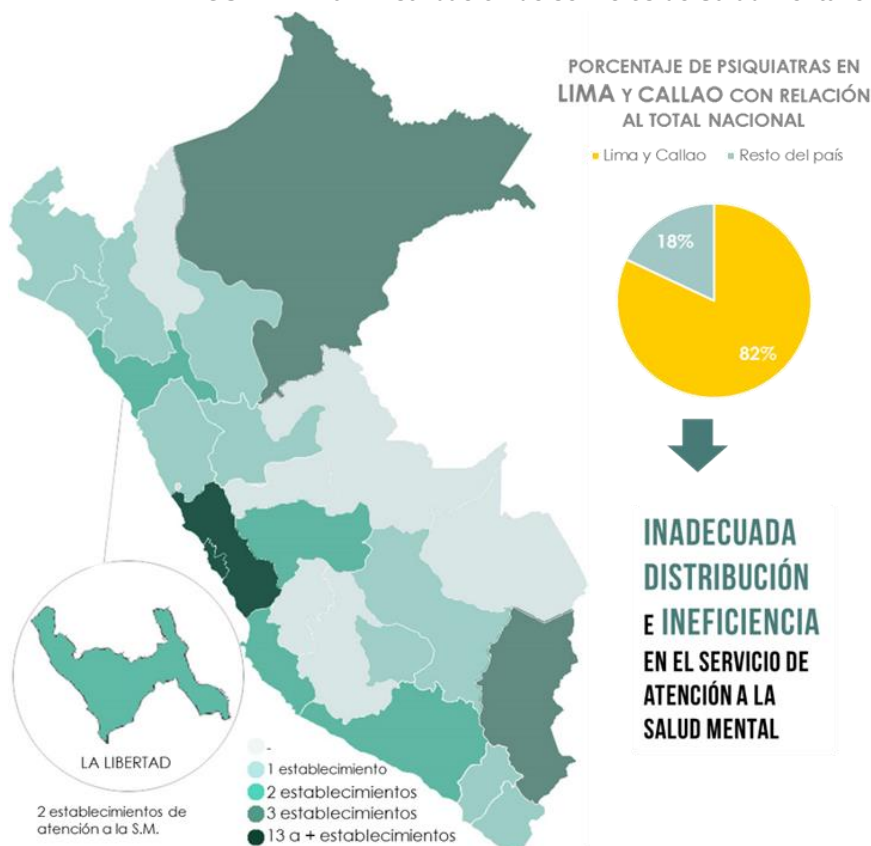 PORCENTAJE DE PSIQUIATRAS EN
LIMA Y CALLAO CON RELACIÓN
AL TOTAL NACIONAL
Lima y Callao
Resto del país
18%
82%
INADECUADA
DISTRIBUCIÓN
E INEFICIENCIA
EN EL SERVICIO DE
ATENCIÓN A LA
SALUD MENTAL
LA LIBERTAD
2 establecimientos de
atención a la S.M.
-
1 establecimiento
2 establecimientos
3 establecimientos
13 a + establecimientos